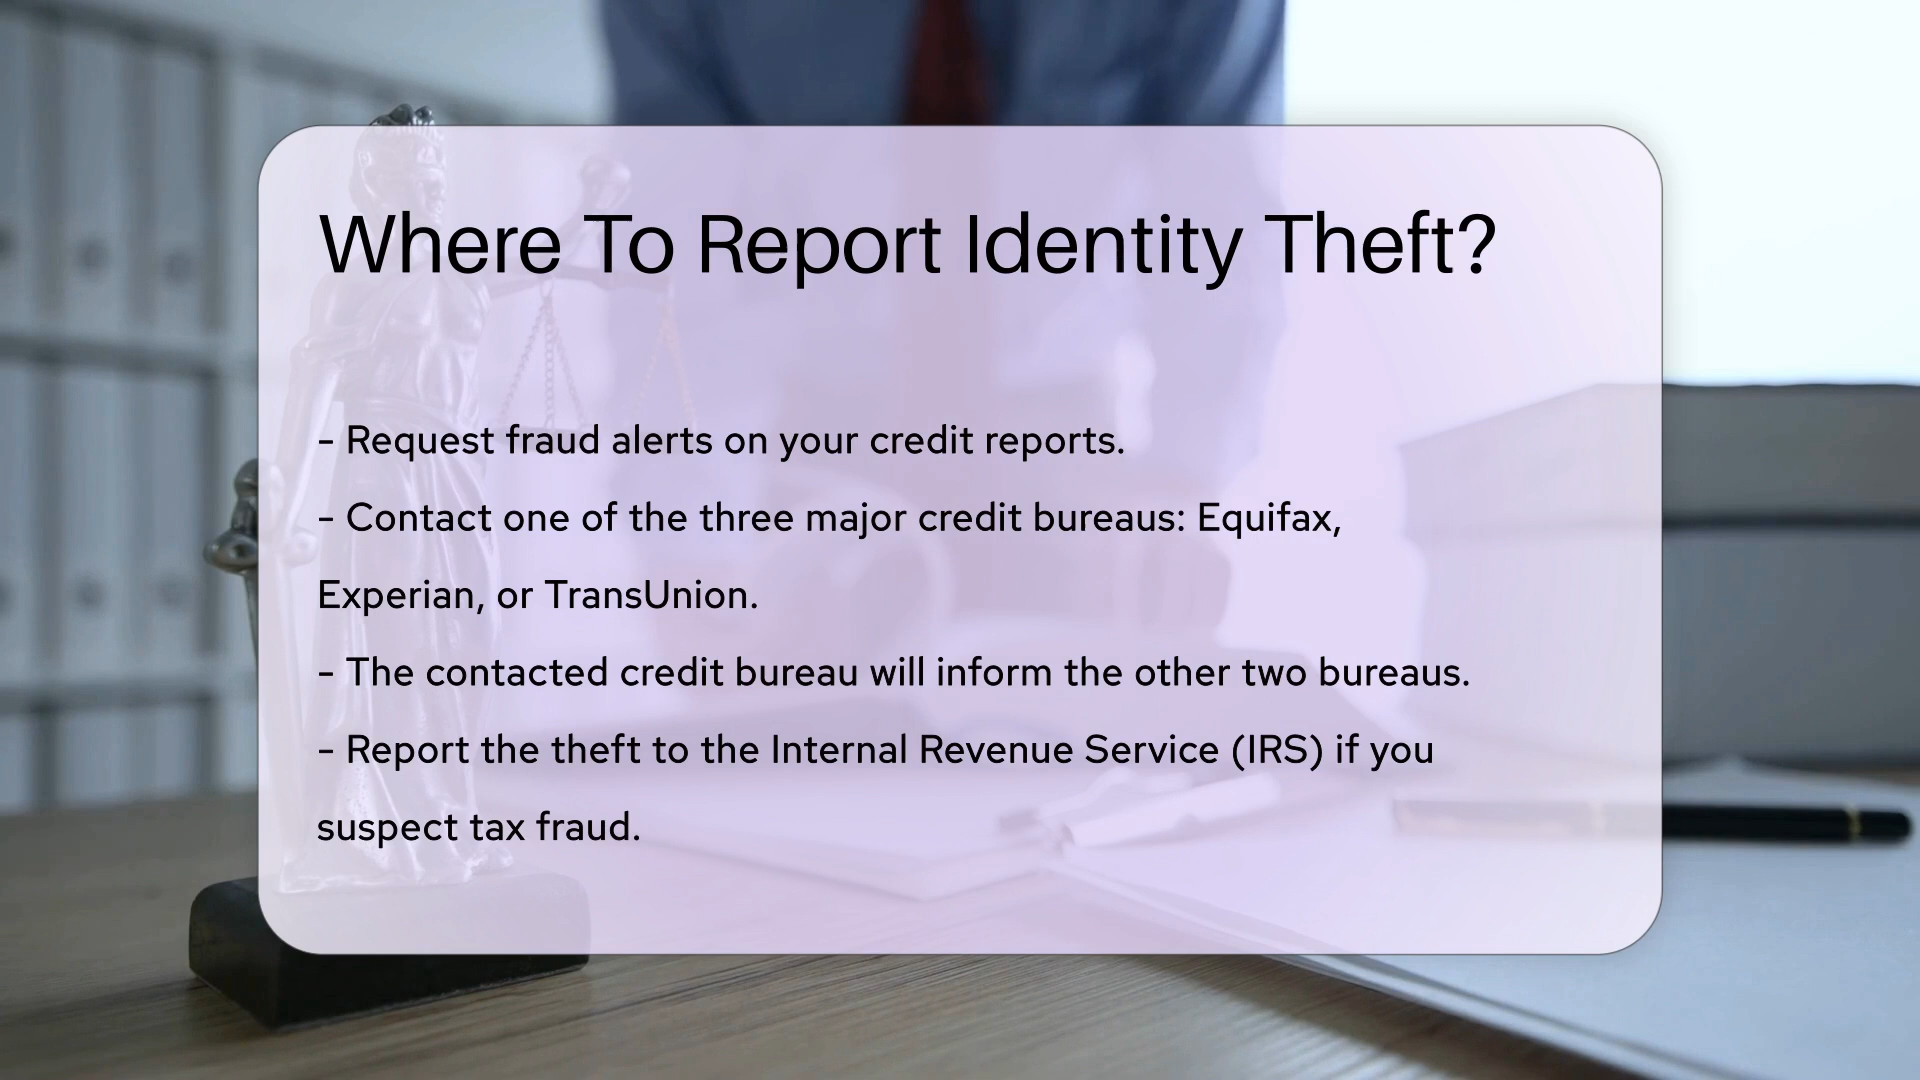 Where To Report Identity Theft?
- Request fraud alerts on your credit reports.
- Contact one of the three major credit bureaus: Equifax,
Experian, or TransUnion.
- The contacted credit bureau will inform the other two bureaus.
- Report the theft to the Internal Revenue Service (IRS) if you
suspect tax fraud.